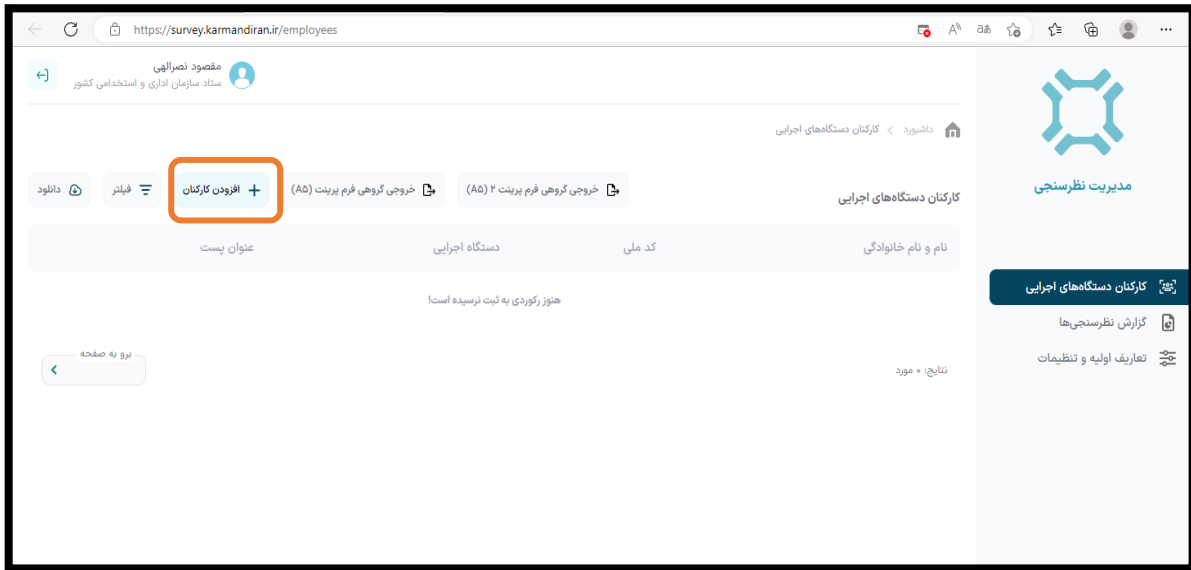 https://survey.karmandiran.ir/employees
مقصود نصرالهی
ستاد سازمان اداری و استخدامی کشور
داشبورد > کارکنان دستگاه‌های اجرایی
مدیریت نظرسنجی
کارکنان دستگاه‌های اجرایی
گزارش نظرسنجی‌ها
تعاریف اولیه و تنظیمات
کارکنان دستگاه‌های اجرایی
خروجی گروهی فرم پرینت ۲ (A۵)
خروجی گروهی فرم پرینت (A۵)
+ افزودن کارکنان
فیلتر
دانلود
نام و نام خانوادگی کد ملی دستگاه اجرایی عنوان پست
هنوز رکوردی به ثبت نرسیده است!
نتایج: ۰ مورد
برو به صفحه